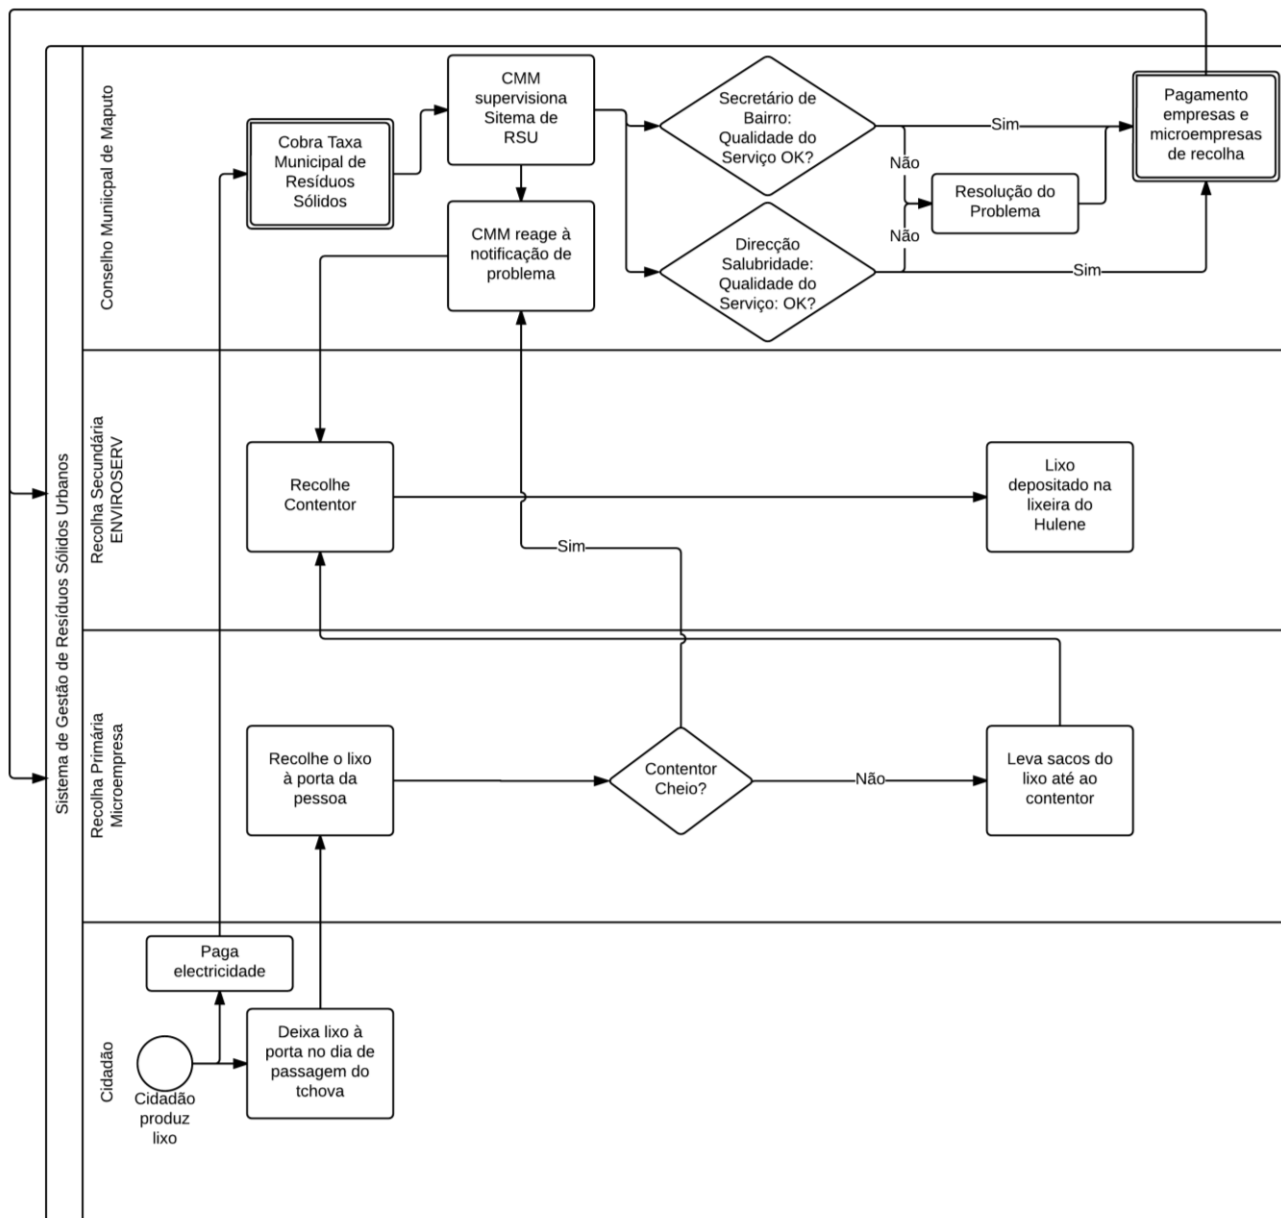 Sistema de Gestão de Resíduos Sólidos Urbanos
Conselho Muniicpal de Maputo
Cobra Taxa
Municipal de
Resíduos
Sólidos
CMM
supervisiona
Sitema de
RSU
CMM reage à
notificação de
problema
Secretário de
Bairro:
Qualidade do
Serviço OK?
Direcção
Salubridade:
Qualidade do
Serviço: OK?
Sim
Não
Não
Sim
Resolução do
Problema
Pagamento
empresas e
microempresas
de recolha
Recolha Secundária
ENVIROSERV
Recolhe
Contentor
Sim
Lixo
depositado na
lixeira do
Hulene
Recolha Primária
Microempresa
Recolhe o lixo
à porta da
pessoa
Contentor
Cheio?
Não
Leva sacos do
lixo até ao
contentor
Cidadão
Paga
electricidade
Cidadão
produz
lixo
Deixa lixo à
porta no dia de
passagem do
tchova